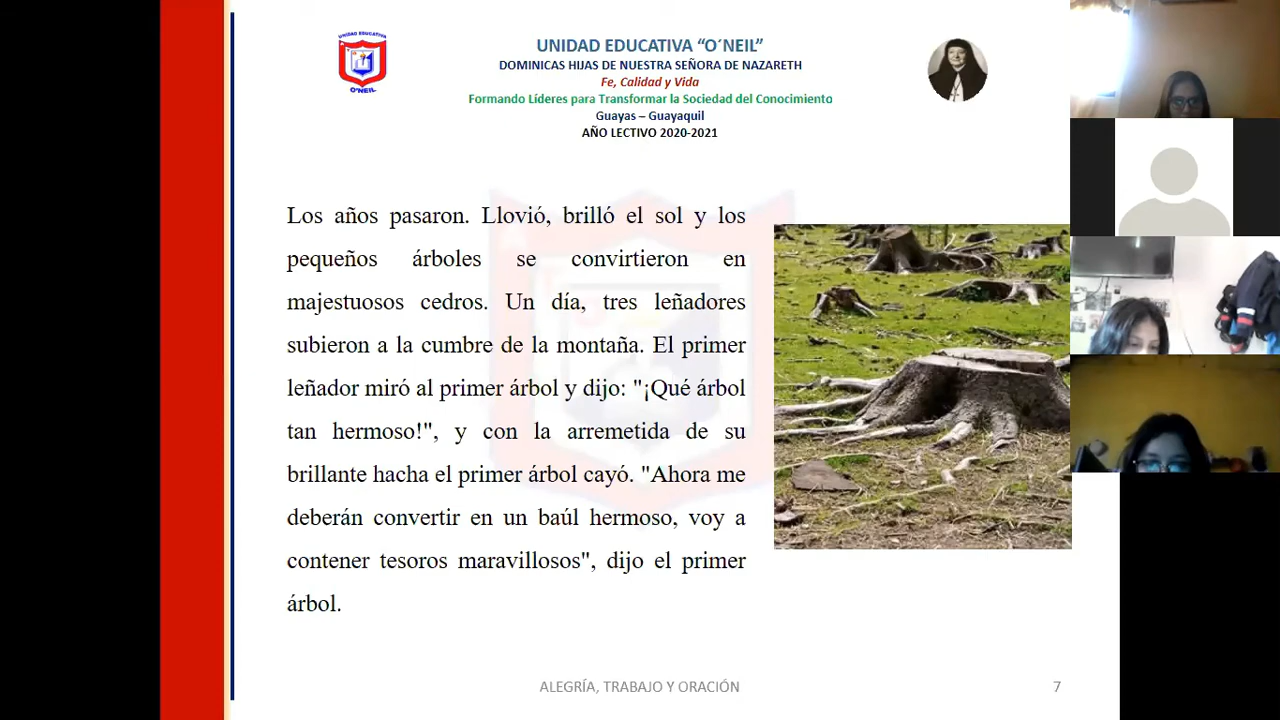 UNIDAD EDUCATIVA
O'NEIL
UNIDAD EDUCATIVA “O´NEIL”
DOMINICAS HIJAS DE NUESTRA SEÑORA DE NAZARETH
Fe, Calidad y Vida
Formando Líderes para Transformar la Sociedad del Conocimiento
Guayas – Guayaquil
AÑO LECTIVO 2020-2021
Los años pasaron. Llovió, brilló el sol y los
pequeños árboles se convirtieron en
majestuosos cedros. Un día, tres leñadores
subieron a la cumbre de la montaña. El primer
leñador miró al primer árbol y dijo: "¡Qué árbol
tan hermoso!", y con la arremetida de su
brillante hacha el primer árbol cayó. "Ahora me
deberán convertir en un baúl hermoso, voy a
contener tesoros maravillosos", dijo el primer
árbol.
ALEGRÍA, TRABAJO Y ORACIÓN
7